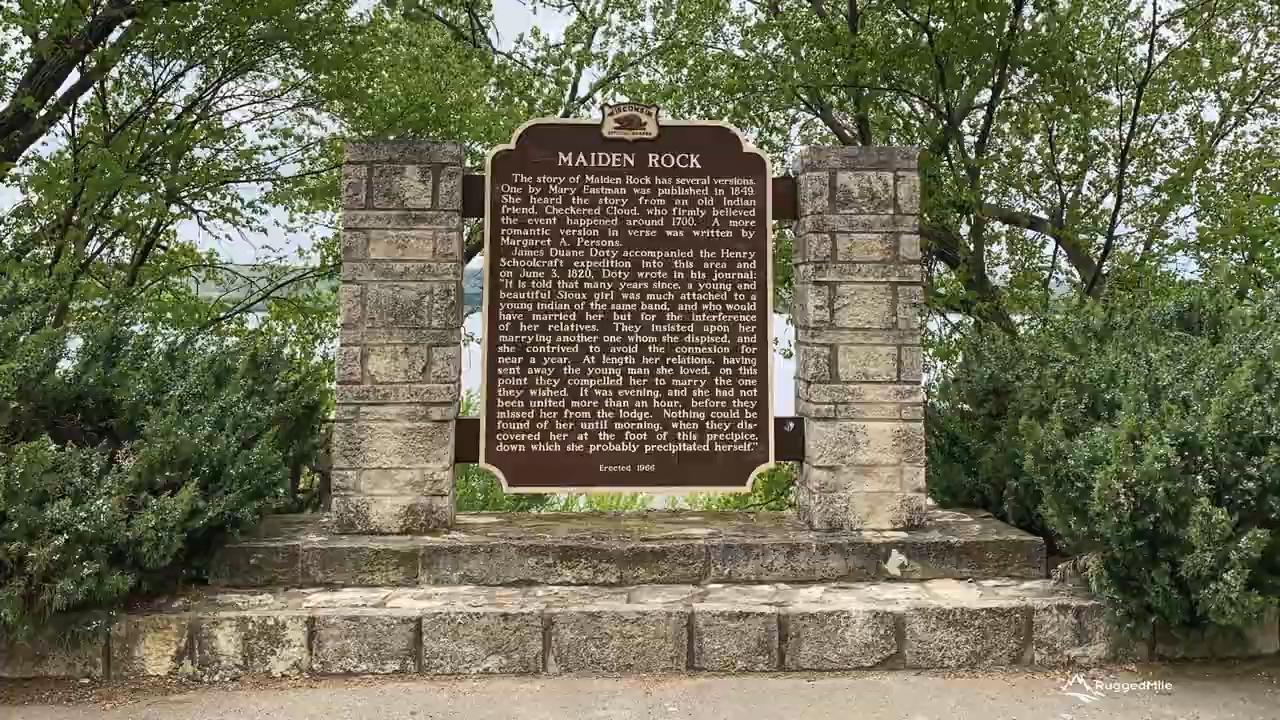 WISCONSIN
MAIDEN ROCK
The story of Maiden Rock has several versions.
One by Mary Eastman was published in 1849.
She heard the story from an old Indian
friend, Checkered Cloud, who firmly believed
the event happened around 1700. A more
romantic version in verse was written by
Margaret A. Persons.
James Duane Doty accompanied the Henry
Schoolcraft expedition into this area and
on June 3, 1820, Doty wrote in his journal:
"It is told that many years since, a young and
beautiful Sioux girl was much attached to a
young Indian of the same band, and who would
have married her but for the interference
of her relatives. They insisted upon her
marrying another one whom she dispised, and
she contrived to avoid the connexion for
near a year. At length her relations, having
sent away the young man she loved, on this
point they compelled her to marry the one
they wished. It was evening, and she had not
been united more than an hour, before they
missed her from the lodge. Nothing could be
found of her until morning, when they dis-
covered her at the foot of this precipice,
down which she probably precipitated herself."
Erected 1966
RuggedMile